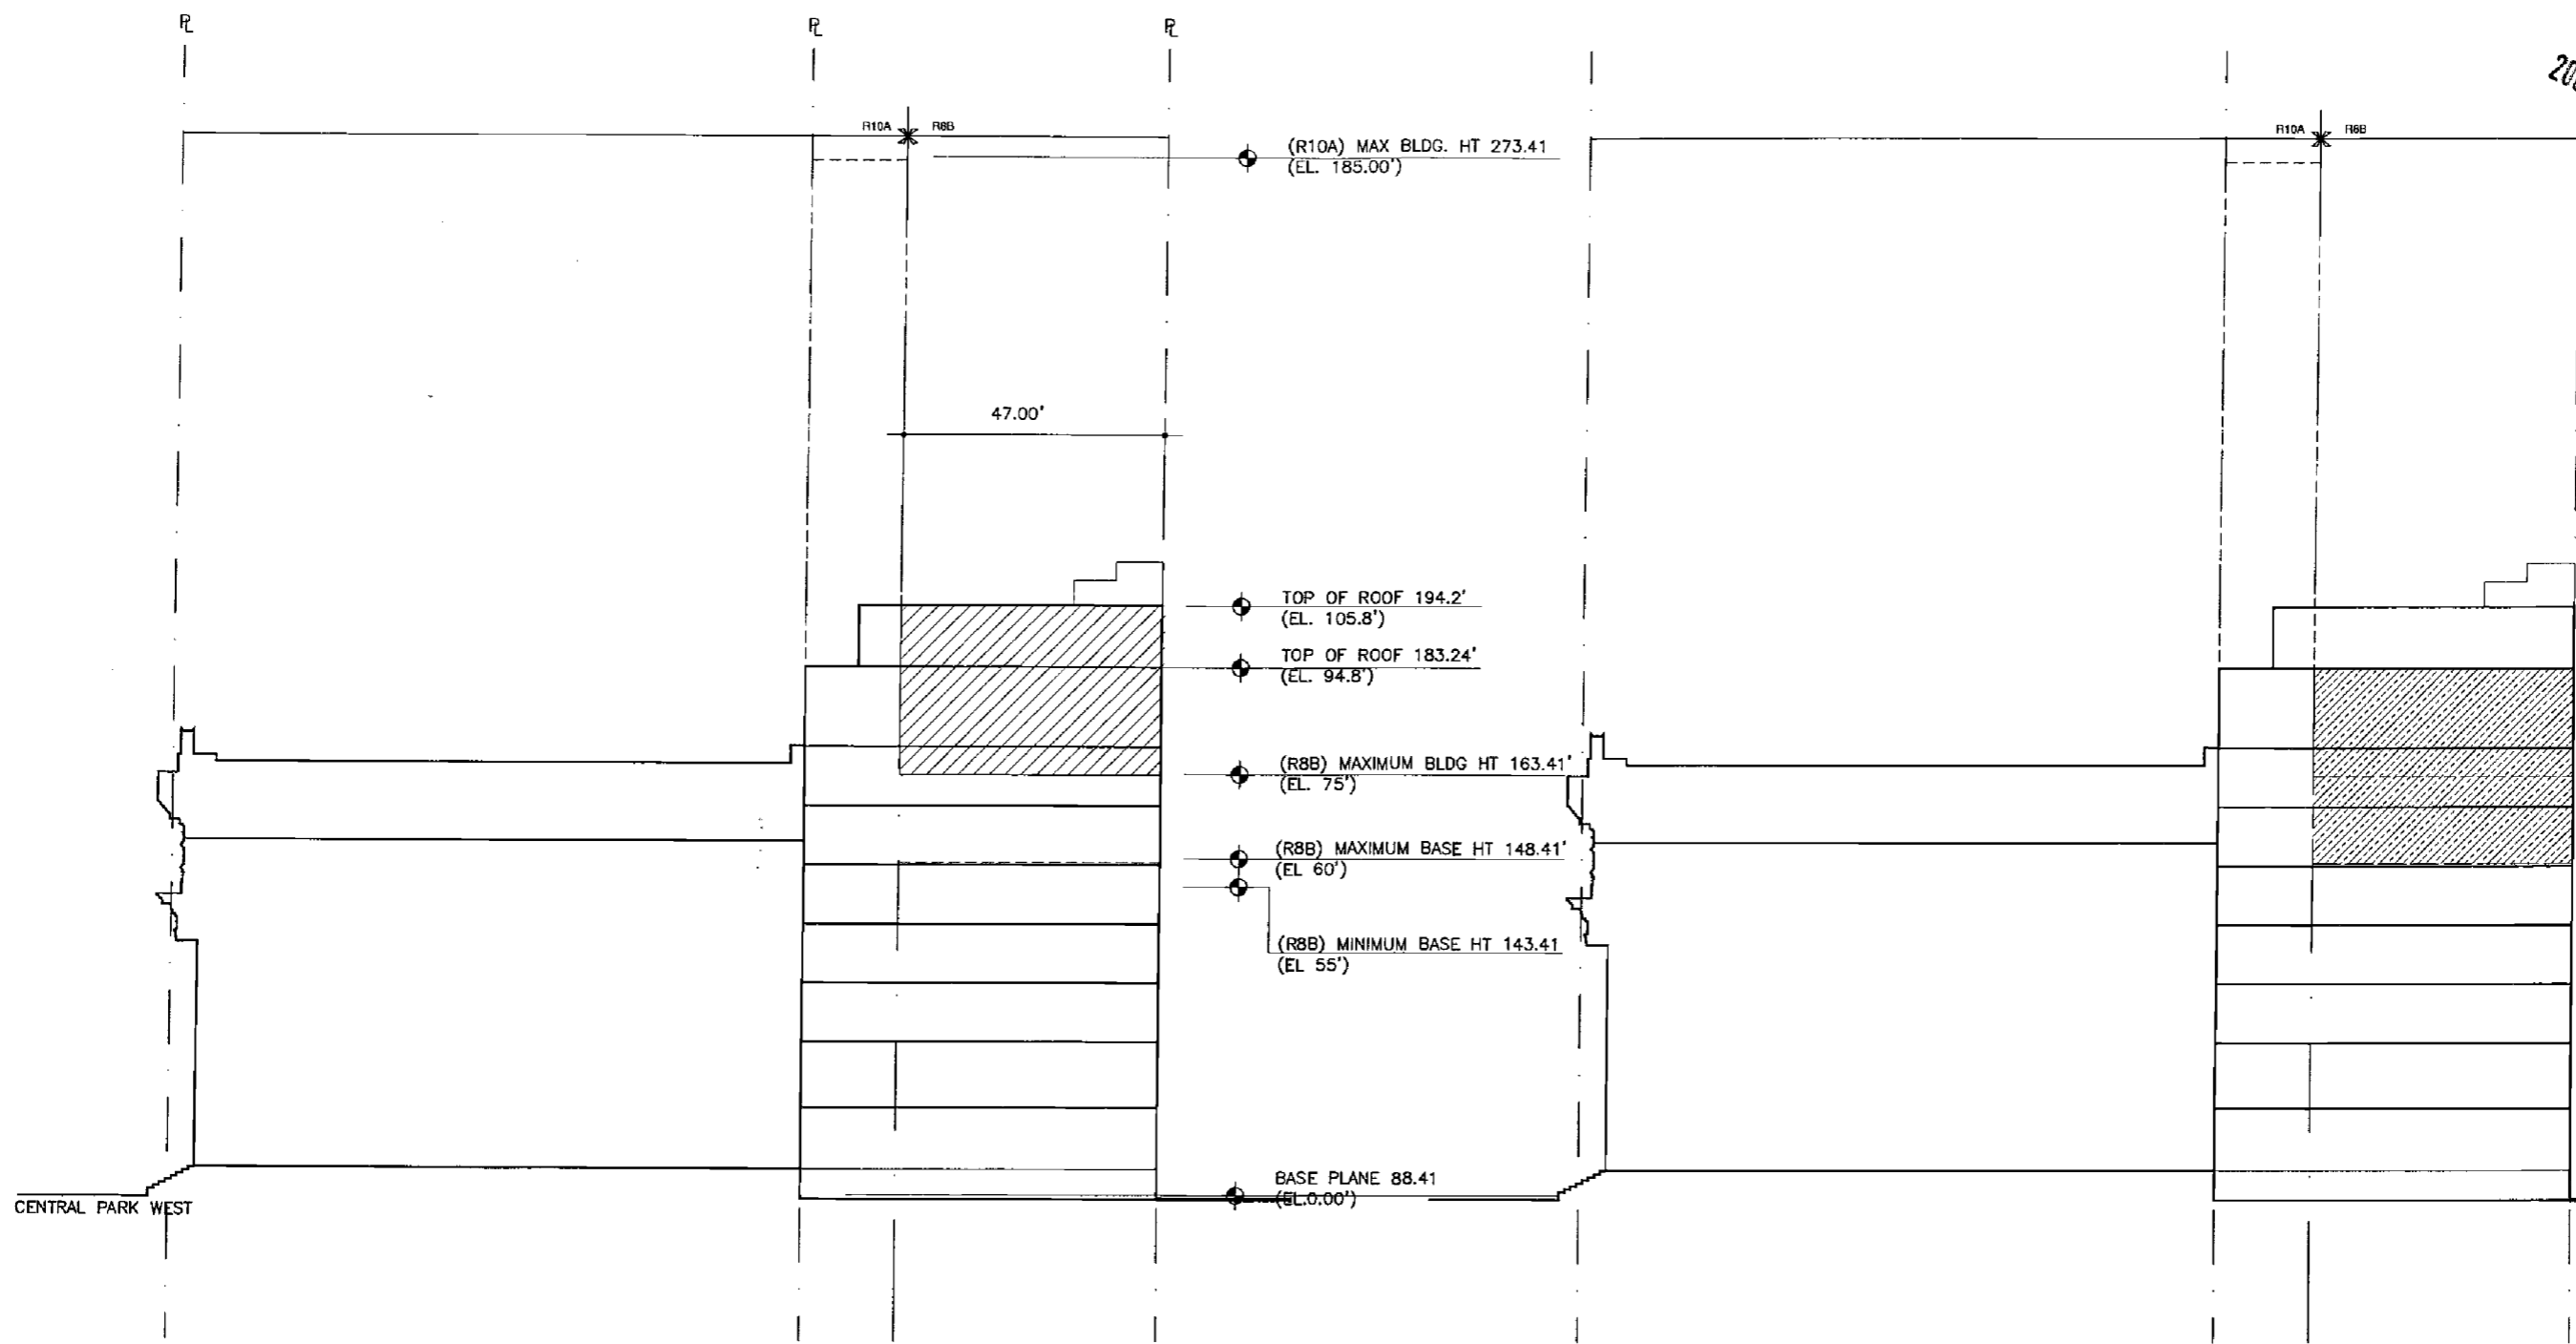 PL
PL
PL
R10A
R8B
(R10A) MAX BLDG. HT 273.41
(EL. 185.00')
R10A
R8B
47.00'
TOP OF ROOF 194.2'
(EL. 105.8')
TOP OF ROOF 183.24'
(EL. 94.8')
(R8B) MAXIMUM BLDG HT 163.41'
(EL. 75')
(R8B) MAXIMUM BASE HT 148.41'
(EL 60')
(R8B) MINIMUM BASE HT 143.41
(EL 55')
BASE PLANE 88.41
(EL.0.00')
CENTRAL PARK WEST